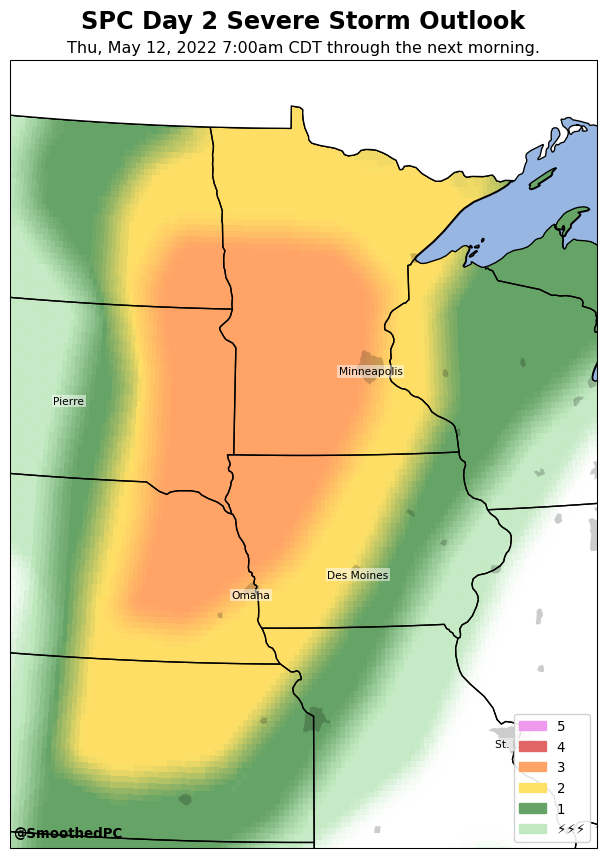 SPC Day 2 Severe Storm Outlook
Thu, May 12, 2022 7:00am CDT through the next morning.
Minneapolis
Pierre
Des Moines
Omaha
St.
5
4
3
2
1
⚡⚡⚡
@SmoothedPC